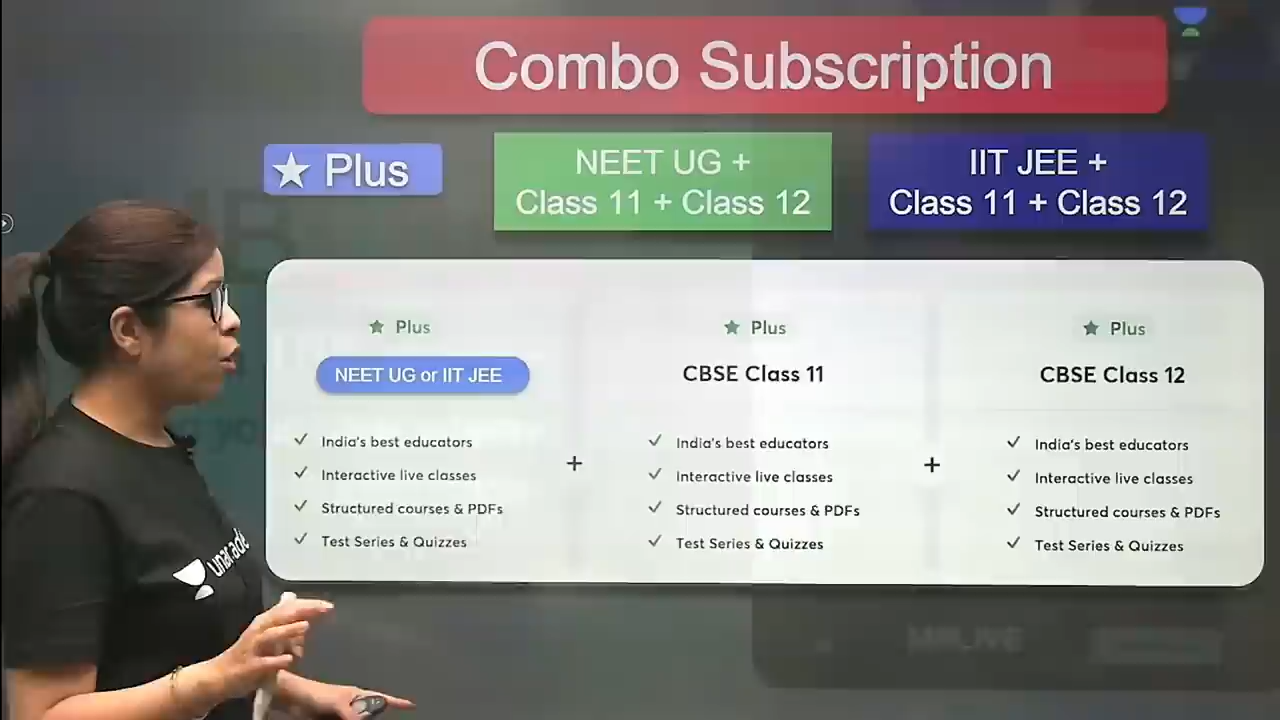 Combo Subscription
★ Plus
NEET UG +
Class 11 + Class 12
IIT JEE +
Class 11 + Class 12
★ Plus
NEET UG or IIT JEE
✓ India's best educators
✓ Interactive live classes
✓ Structured courses & PDFs
✓ Test Series & Quizzes
+
★ Plus
CBSE Class 11
✓ India's best educators
✓ Interactive live classes
✓ Structured courses & PDFs
✓ Test Series & Quizzes
+
★ Plus
CBSE Class 12
✓ India's best educators
✓ Interactive live classes
✓ Structured courses & PDFs
✓ Test Series & Quizzes
unacade